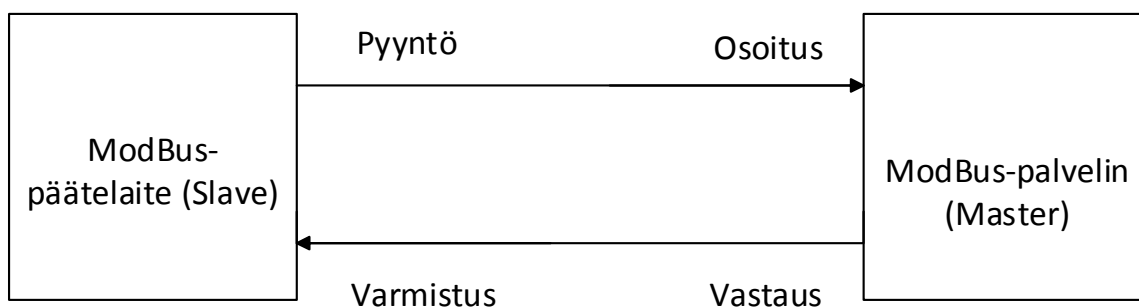 Pyyntö
Osoitus
ModBus-
päätelaite (Slave)
ModBus-palvelin
(Master)
Varmistus
Vastaus